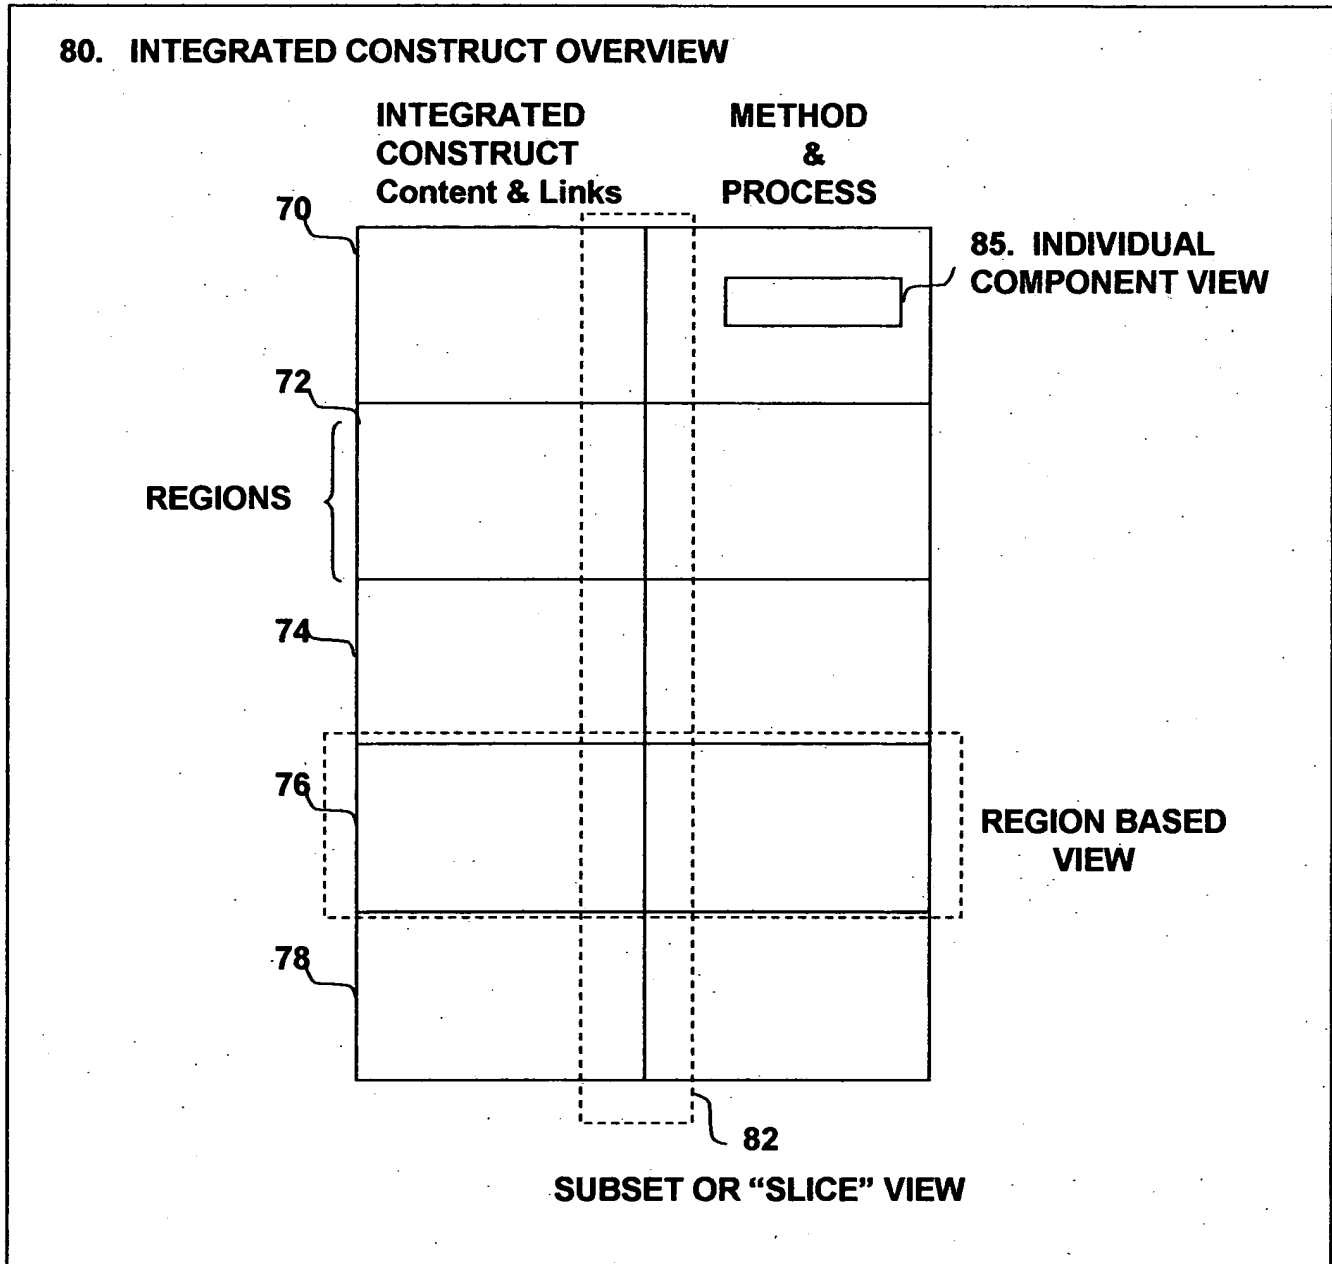 80. INTEGRATED CONSTRUCT OVERVIEW
INTEGRATED
CONSTRUCT
Content & Links
METHOD
&
PROCESS
70
85. INDIVIDUAL
COMPONENT VIEW
72
REGIONS
74
76
REGION BASED
VIEW
78
82
SUBSET OR “SLICE” VIEW